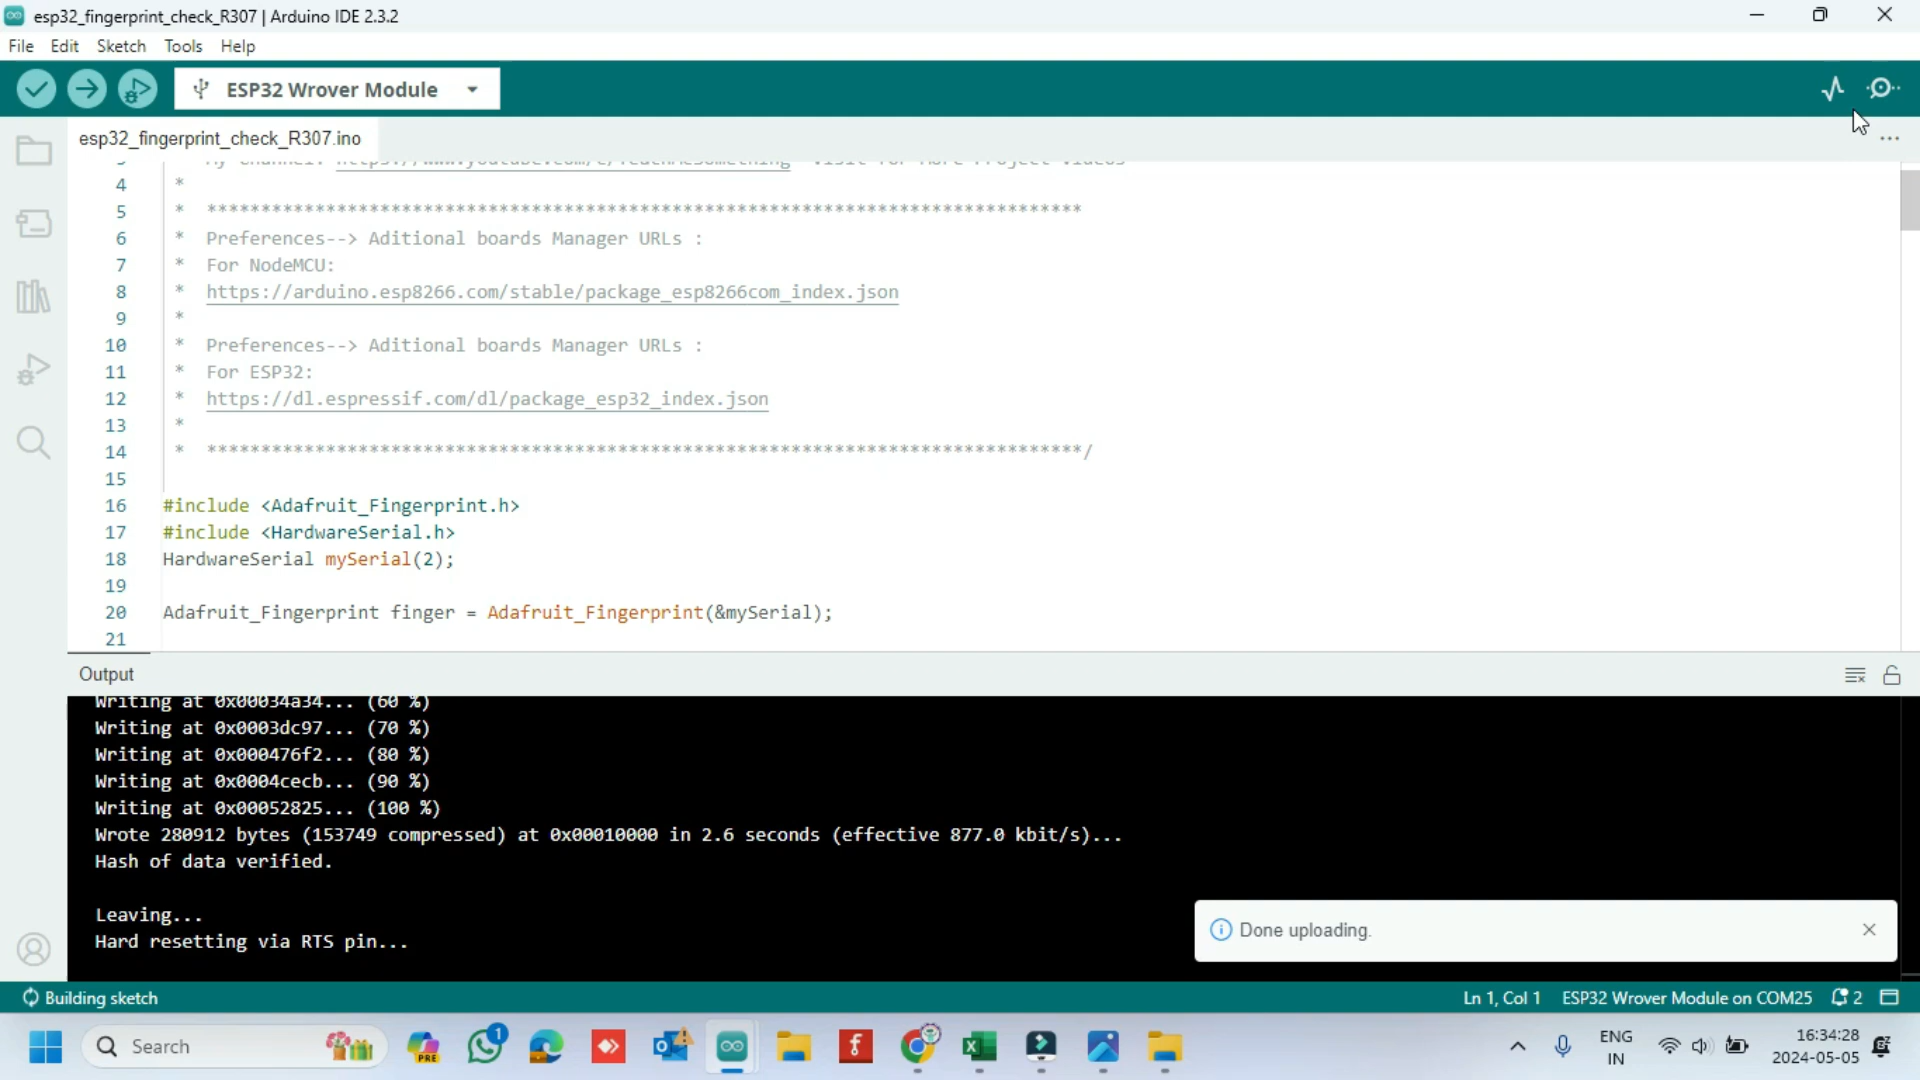 esp32_fingerprint_check_R307 | Arduino IDE 2.3.2
File Edit Sketch Tools Help
ESP32 Wrover Module
esp32_fingerprint_check_R307.ino
4 *
5 * *********************************************************************************
6 * Preferences--> Aditional boards Manager URLs :
7 * For NodeMCU:
8 * https://arduino.esp8266.com/stable/package_esp8266com_index.json
9 *
10 * Preferences--> Aditional boards Manager URLs :
11 * For ESP32:
12 * https://dl.espressif.com/dl/package_esp32_index.json
13 *
14 * *********************************************************************************/
15
16 #include <Adafruit_Fingerprint.h>
17 #include <HardwareSerial.h>
18 HardwareSerial mySerial(2);
19
20 Adafruit_Fingerprint finger = Adafruit_Fingerprint(&mySerial);
21
Output
Writing at 0x00034a34... (60 %)
Writing at 0x0003dc97... (70 %)
Writing at 0x000476f2... (80 %)
Writing at 0x0004cecb... (90 %)
Writing at 0x00052825... (100 %)
Wrote 280912 bytes (153749 compressed) at 0x00010000 in 2.6 seconds (effective 877.0 kbit/s)...
Hash of data verified.
Leaving...
Hard resetting via RTS pin...
Done uploading.
Building sketch
Ln 1, Col 1 ESP32 Wrover Module on COM25 2
Search
PRE
1
ENG
IN
16:34:28
2024-05-05